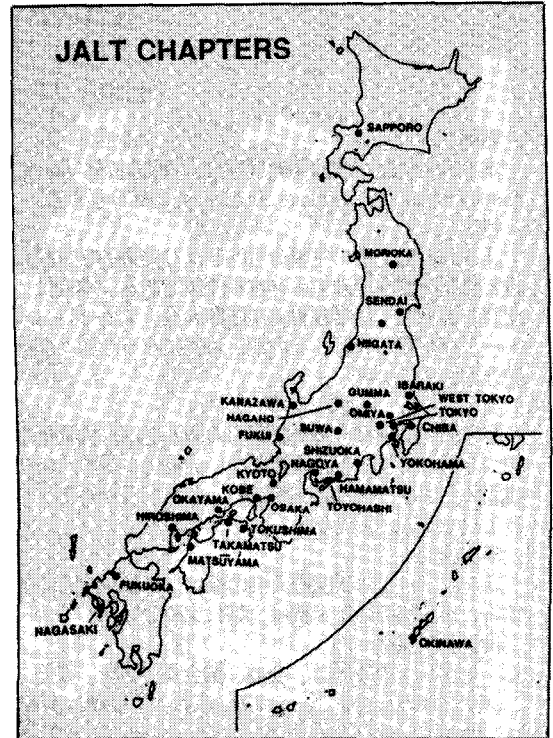 JALT CHAPTERS
SAPPORO
MORIOKA
SENDAI
NIIGATA
IBARAKI
KANAZAWA
GUMMA
WEST TOKYO
NAGANO
OMIYA
TOKYO
FUKUI
SUWA
CHIBA
SHIZUOKA
YOKOHAMA
KYOTO
NAGOYA
KOBE
HAMAMATSU
OKAYAMA
OSAKA
TOYOHASHI
HIROSHIMA
TOKUSHIMA
TAKAMATSU
MATSUYAMA
FUKUOKA
NAGASAKI
OKINAWA